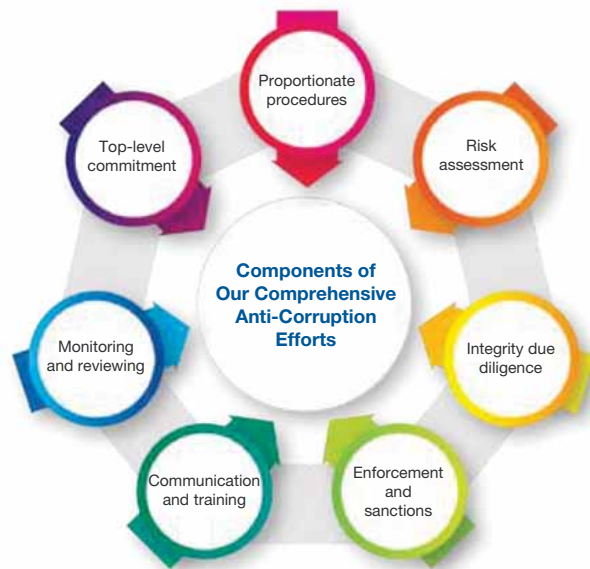 Proportionate
procedures
Risk
assessment
Integrity due
diligence
Enforcement
and
sanctions
Communication
and training
Monitoring
and reviewing
Top-level
commitment
Components of
Our Comprehensive
Anti-Corruption
Efforts